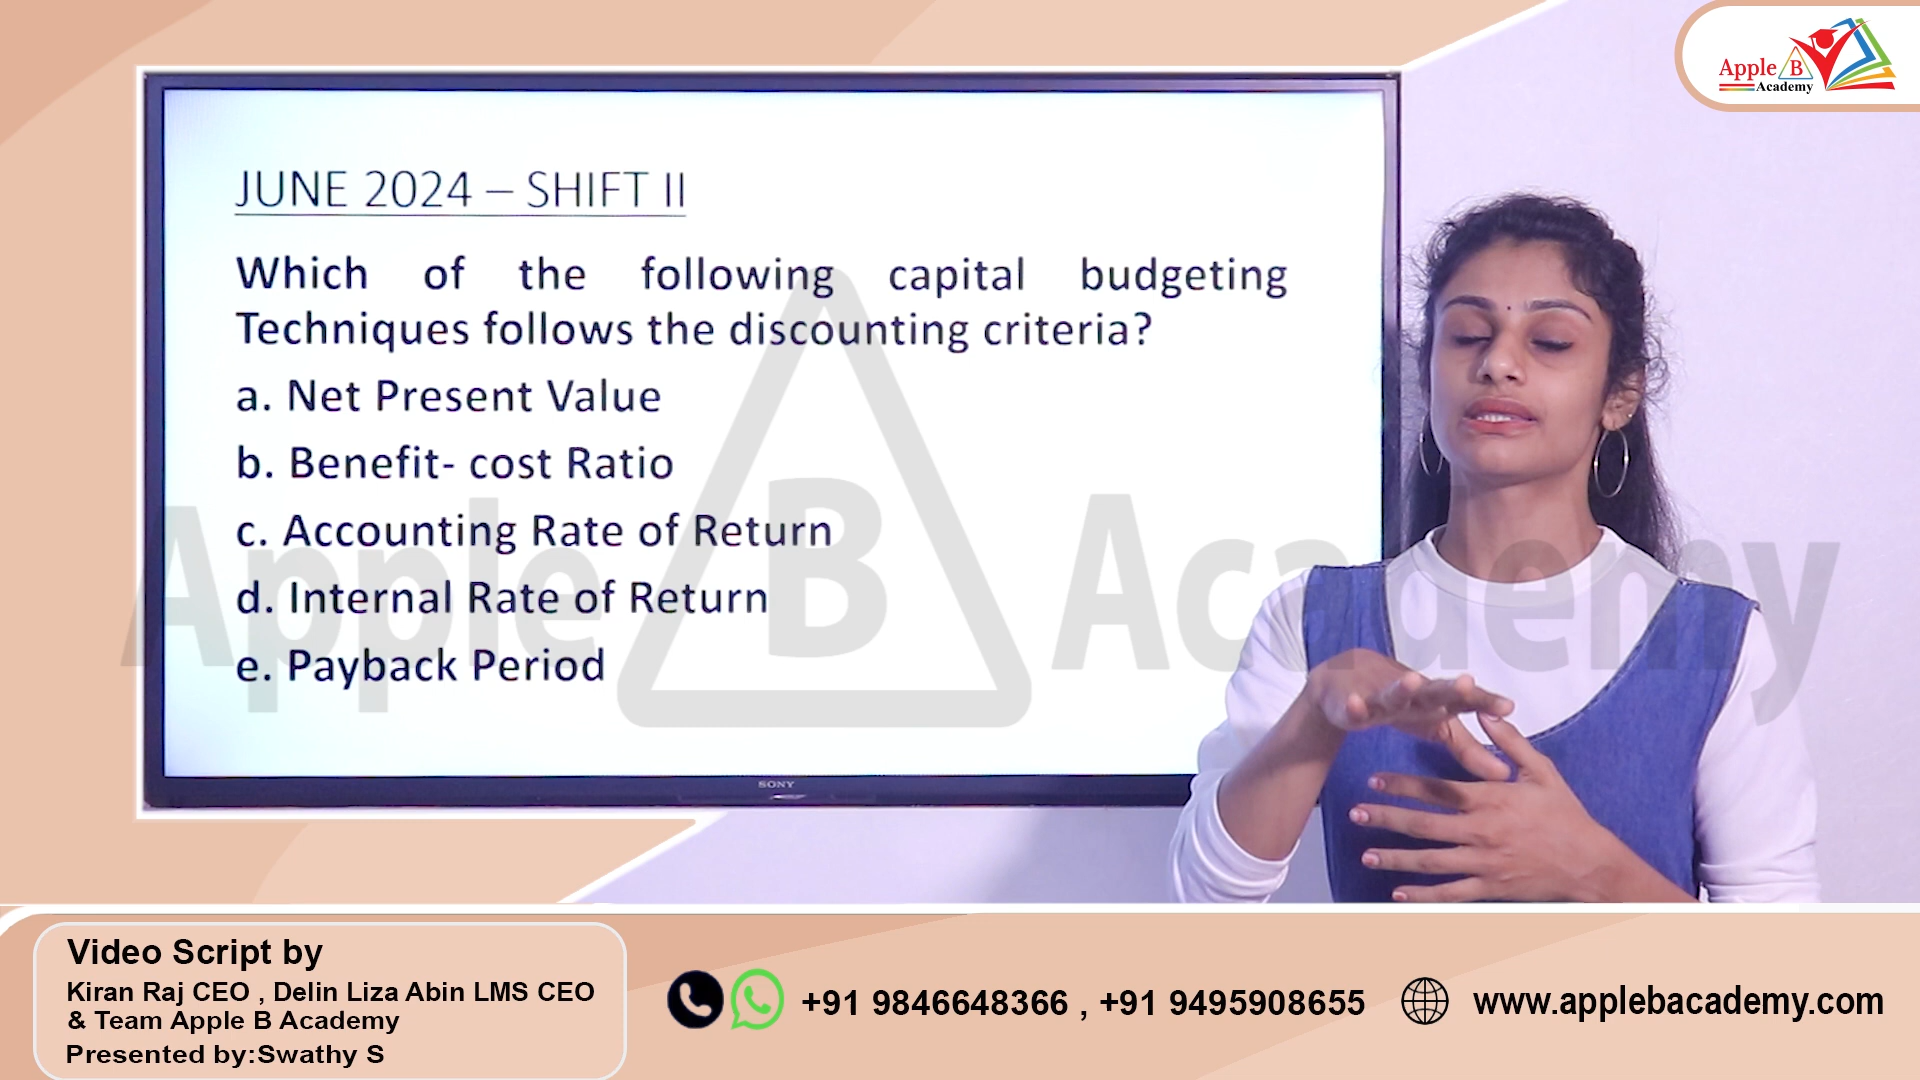 Apple B
Academy
JUNE 2024 – SHIFT II
Which of the following capital budgeting
Techniques follows the discounting criteria?
a. Net Present Value
b. Benefit- cost Ratio
c. Accounting Rate of Return
d. Internal Rate of Return
e. Payback Period
Apple B Academy
SONY
Video Script by
Kiran Raj CEO , Delin Liza Abin LMS CEO
& Team Apple B Academy
Presented by:Swathy S
+91 9846648366 , +91 9495908655
www.applebacademy.com